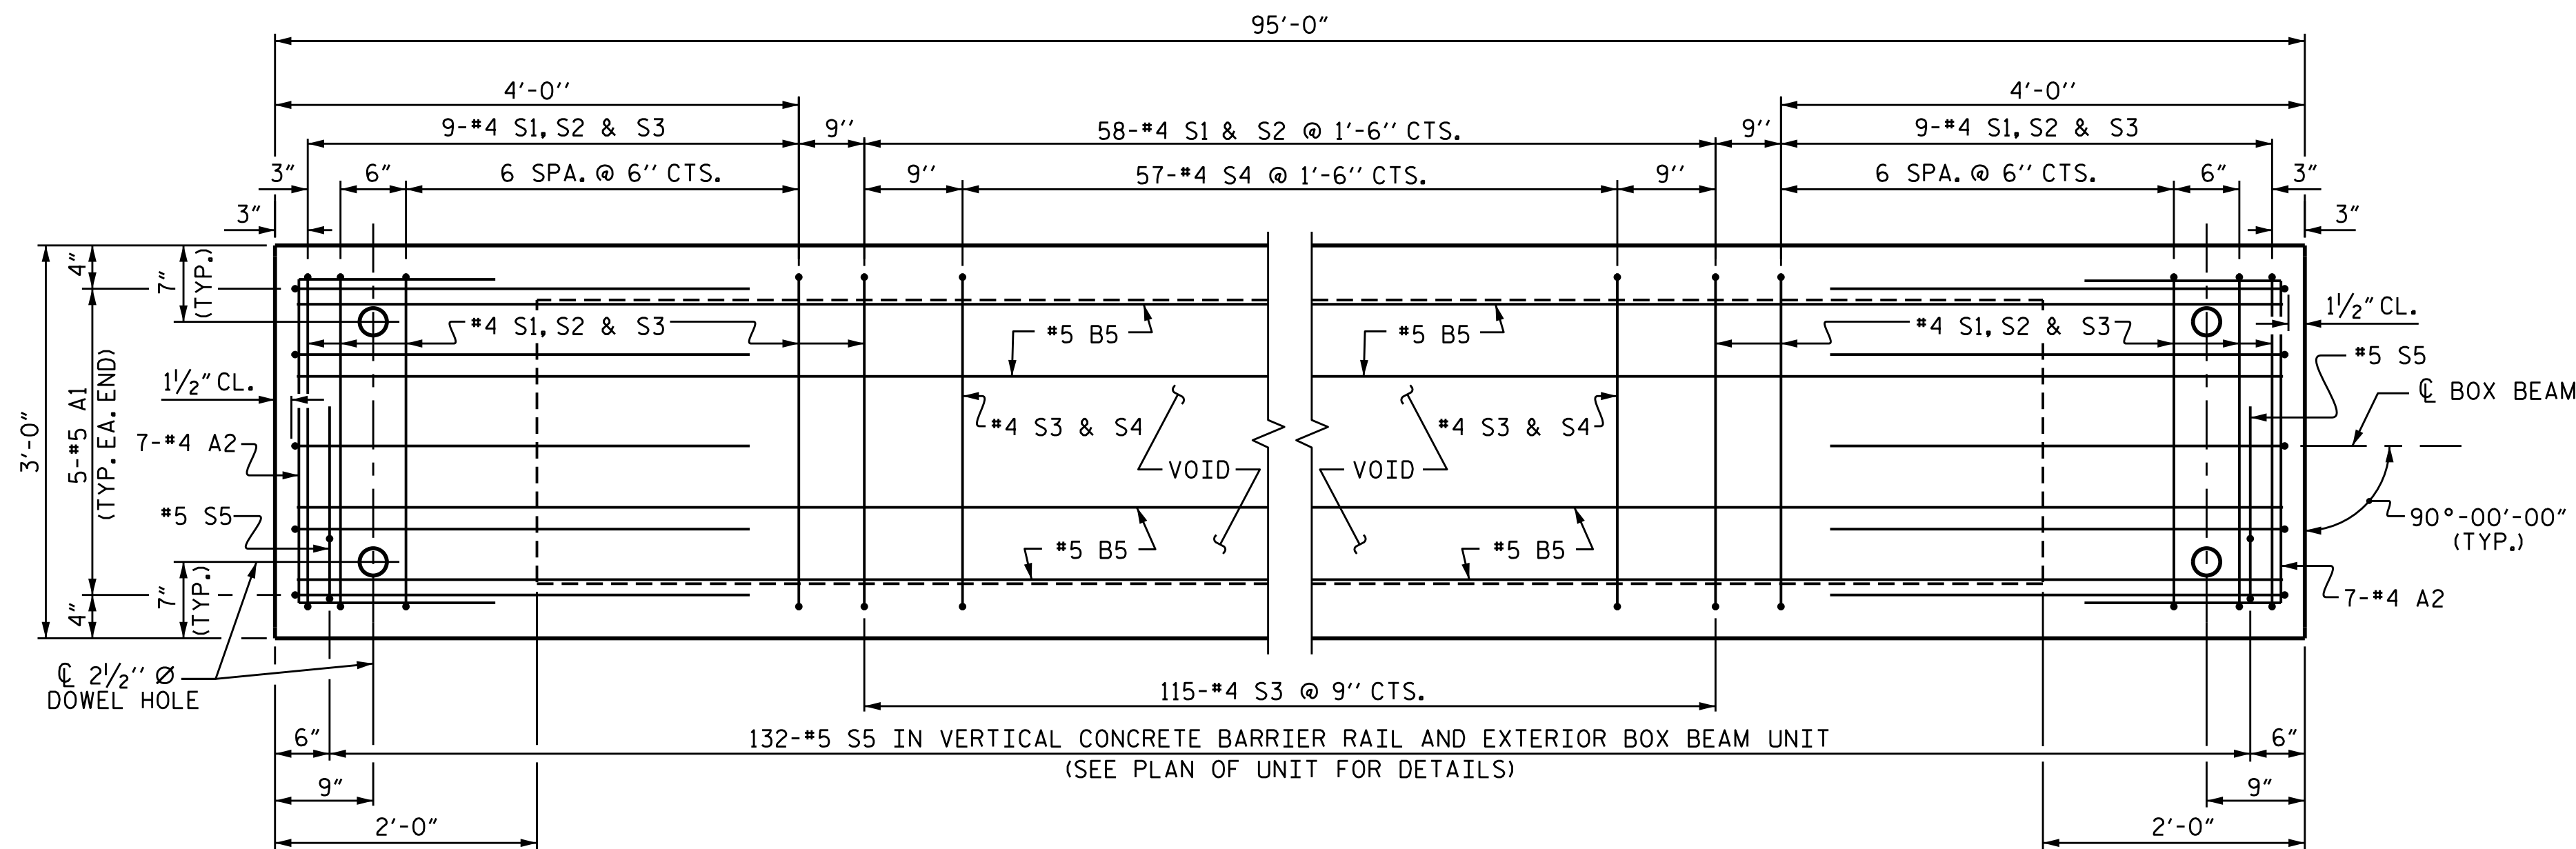 95'-0"
4'-0''
4'-0''
9-#4 S1, S2 & S3
9''
58-#4 S1 & S2 @ 1'-6'' CTS.
9''
9-#4 S1, S2 & S3
3"
6"
6 SPA. @ 6'' CTS.
9''
57-#4 S4 @ 1'-6'' CTS.
9''
6 SPA. @ 6'' CTS.
6"
3"
3"
3"
4"
7"
(TYP.)
#4 S1, S2 & S3
#5 B5
#5 B5
#4 S1, S2 & S3
1½" CL.
#5 S5
℄ BOX BEAM
1½" CL.
3'-0"
5-#5 A1
(TYP. EA. END)
7-#4 A2
#4 S3 & S4
#4 S3 & S4
VOID
VOID
#5 S5
90°-00'-00"
(TYP.)
#5 B5
#5 B5
4"
7"
(TYP.)
7-#4 A2
℄ 2½'' Ø
DOWEL HOLE
115-#4 S3 @ 9'' CTS.
6"
132-#5 S5 IN VERTICAL CONCRETE BARRIER RAIL AND EXTERIOR BOX BEAM UNIT
6"
(SEE PLAN OF UNIT FOR DETAILS)
9"
9"
2'-0"
2'-0"